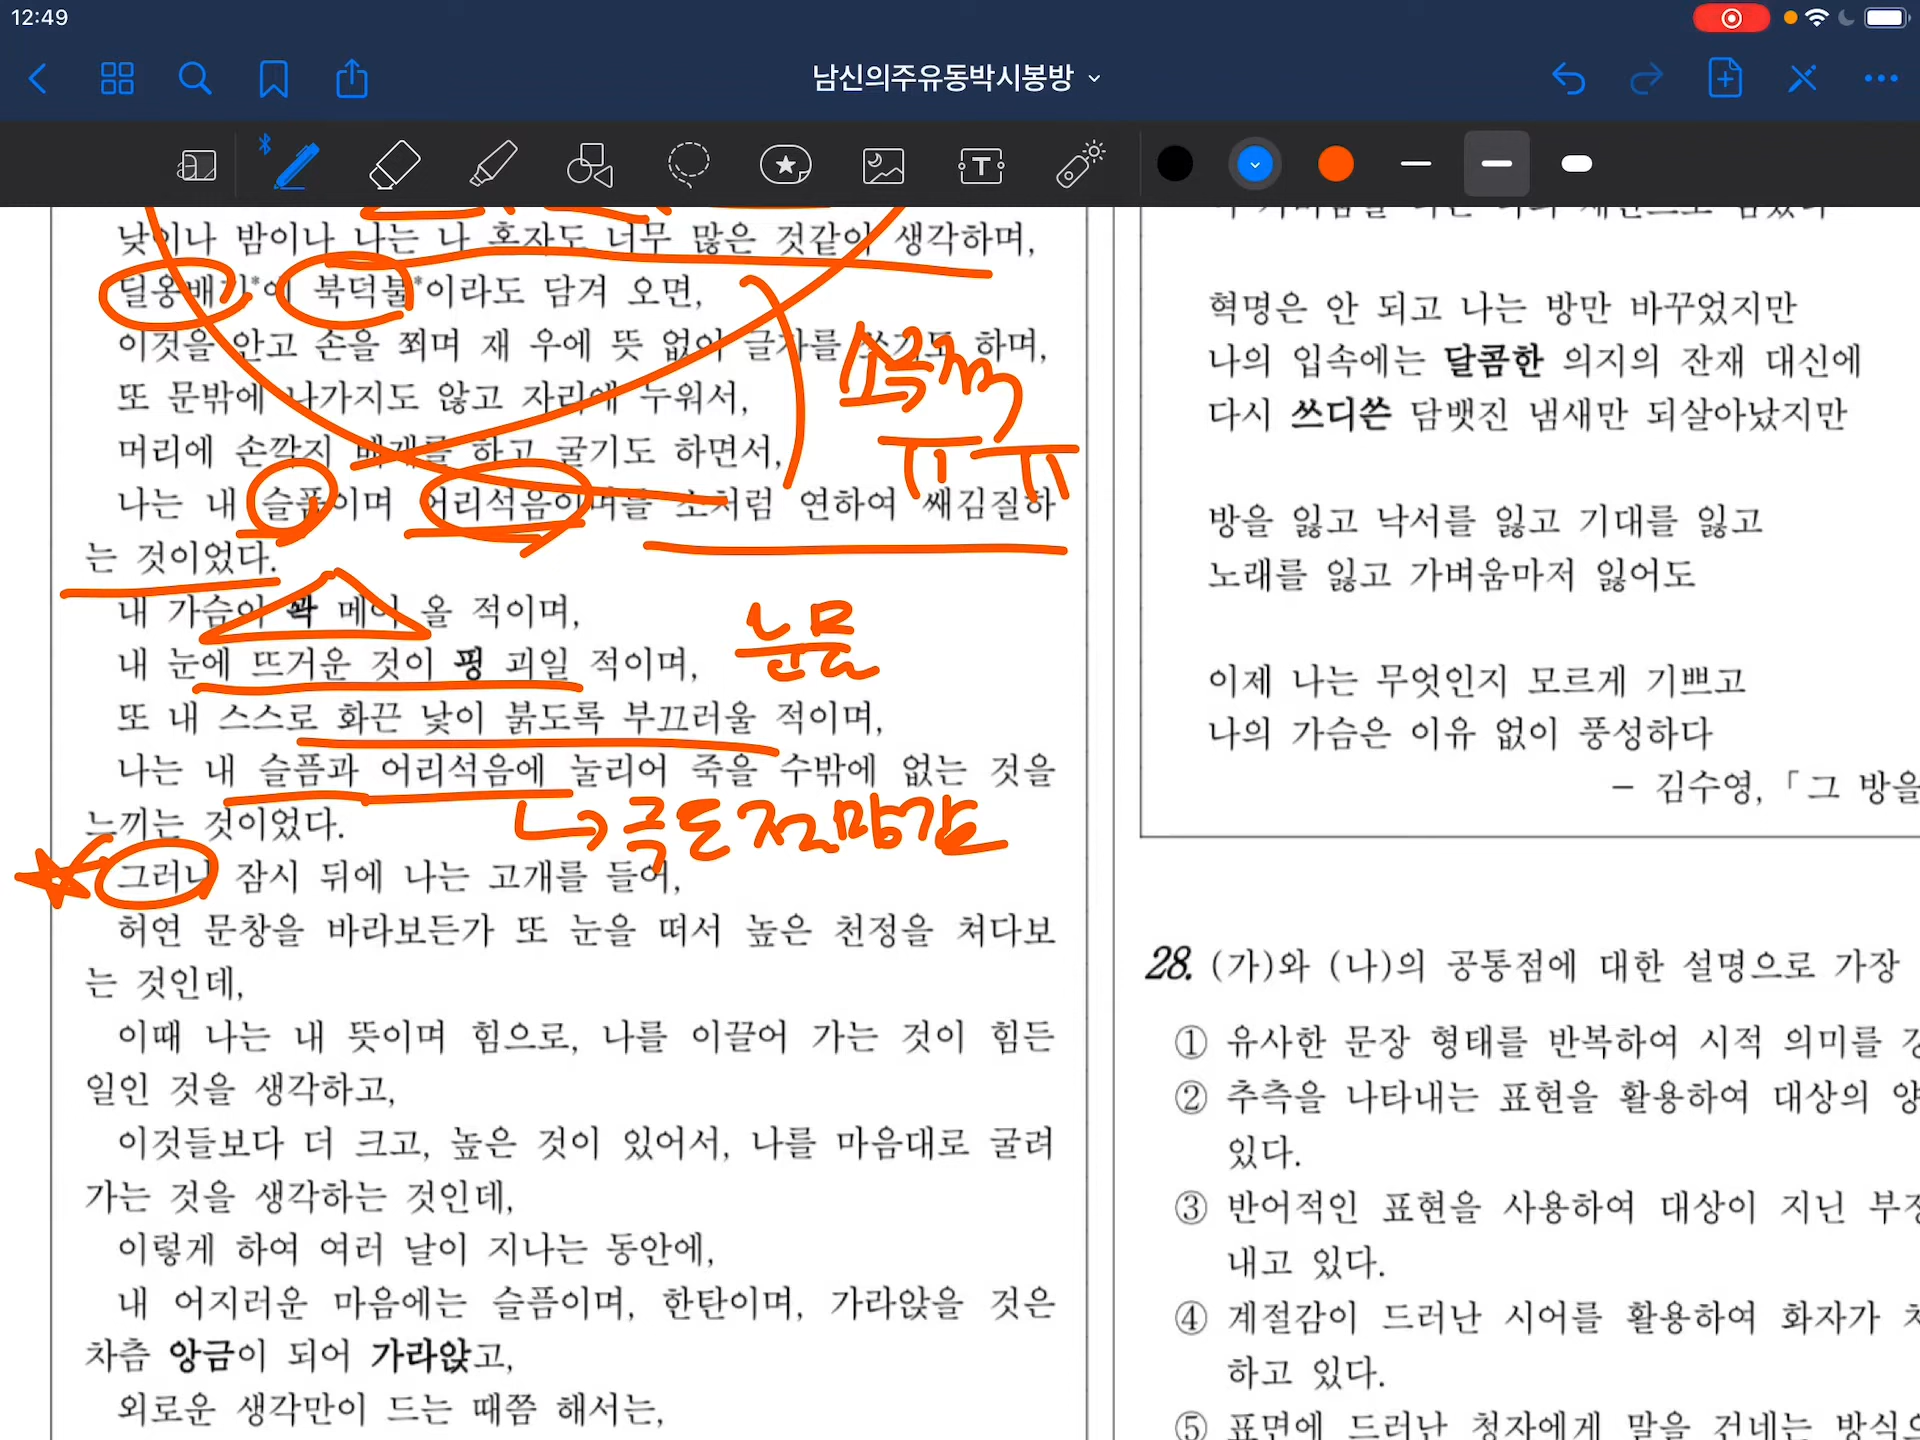 12:49
남신의주유동박시봉방
낮이나 밤이나 나는 나 혼자도 너무 많은 것같이 생각하며,
딜옹배기*에 북덕불*이라도 담겨 오면,
이것을 안고 손을 쬐며 재 우에 뜻 없이 글자를 쓰기도 하며,
또 문밖에 나가지도 않고 자리에 누워서,
머리에 손깍지 베개를 하고 굴기도 하면서,
나는 내 슬픔이며 어리석음이며를 소처럼 연하여 쌔김질하
는 것이었다.
내 가슴이 꽉 메어 올 적이며,
내 눈에 뜨거운 것이 핑 괴일 적이며,
눈물
또 내 스스로 화끈 낯이 붉도록 부끄러울 적이며,
나는 내 슬픔과 어리석음에 눌리어 죽을 수밖에 없는 것을
느끼는 것이었다.
극도 절망감
그러나 잠시 뒤에 나는 고개를 들어,
허연 문창을 바라보든가 또 눈을 떠서 높은 천정을 쳐다보
는 것인데,
이때 나는 내 뜻이며 힘으로, 나를 이끌어 가는 것이 힘든
일인 것을 생각하고,
이것들보다 더 크고, 높은 것이 있어서, 나를 마음대로 굴려
가는 것을 생각하는 것인데,
이렇게 하여 여러 날이 지나는 동안에,
내 어지러운 마음에는 슬픔이며, 한탄이며, 가라앉을 것은
차츰 앙금이 되어 가라앉고,
외로운 생각만이 드는 때쯤 해서는,
혁명은 안 되고 나는 방만 바꾸었지만
나의 입속에는 달콤한 의지의 잔재 대신에
다시 쓰디쓴 담뱃진 냄새만 되살아났지만
방을 잃고 낙서를 잃고 기대를 잃고
노래를 잃고 가벼움마저 잃어도
이제 나는 무엇인지 모르게 기쁘고
나의 가슴은 이유 없이 풍성하다
- 김수영, 「그 방을
28. (가)와 (나)의 공통점에 대한 설명으로 가장
① 유사한 문장 형태를 반복하여 시적 의미를
② 추측을 나타내는 표현을 활용하여 대상의
있다.
③ 반어적인 표현을 사용하여 대상이 지닌
내고 있다.
④ 계절감이 드러난 시어를 활용하여 화자가
하고 있다.
⑤ 표면에 드러난 청자에게 말을 건네는